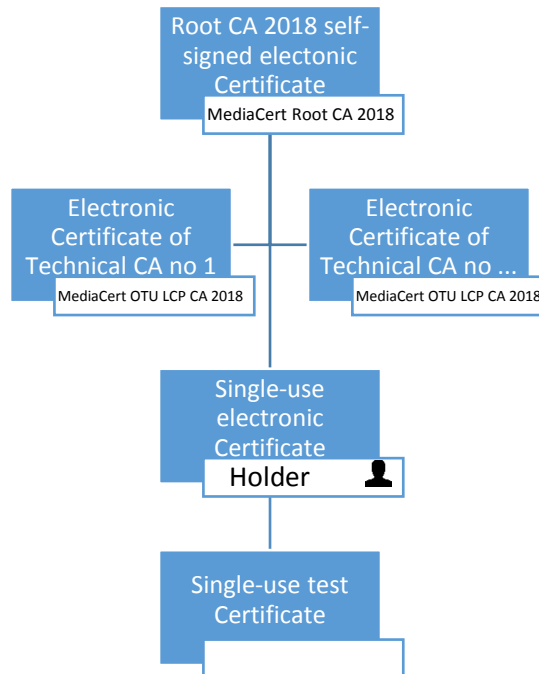 Root CA 2018 self-
signed electonic
Certificate
MediaCert Root CA 2018
Electronic
Certificate of
Technical CA no 1
MediaCert OTU LCP CA 2018
Electronic
Certificate of
Technical CA no ...
MediaCert OTU LCP CA 2018
Single-use
electronic
Certificate
Holder
Single-use test
Certificate